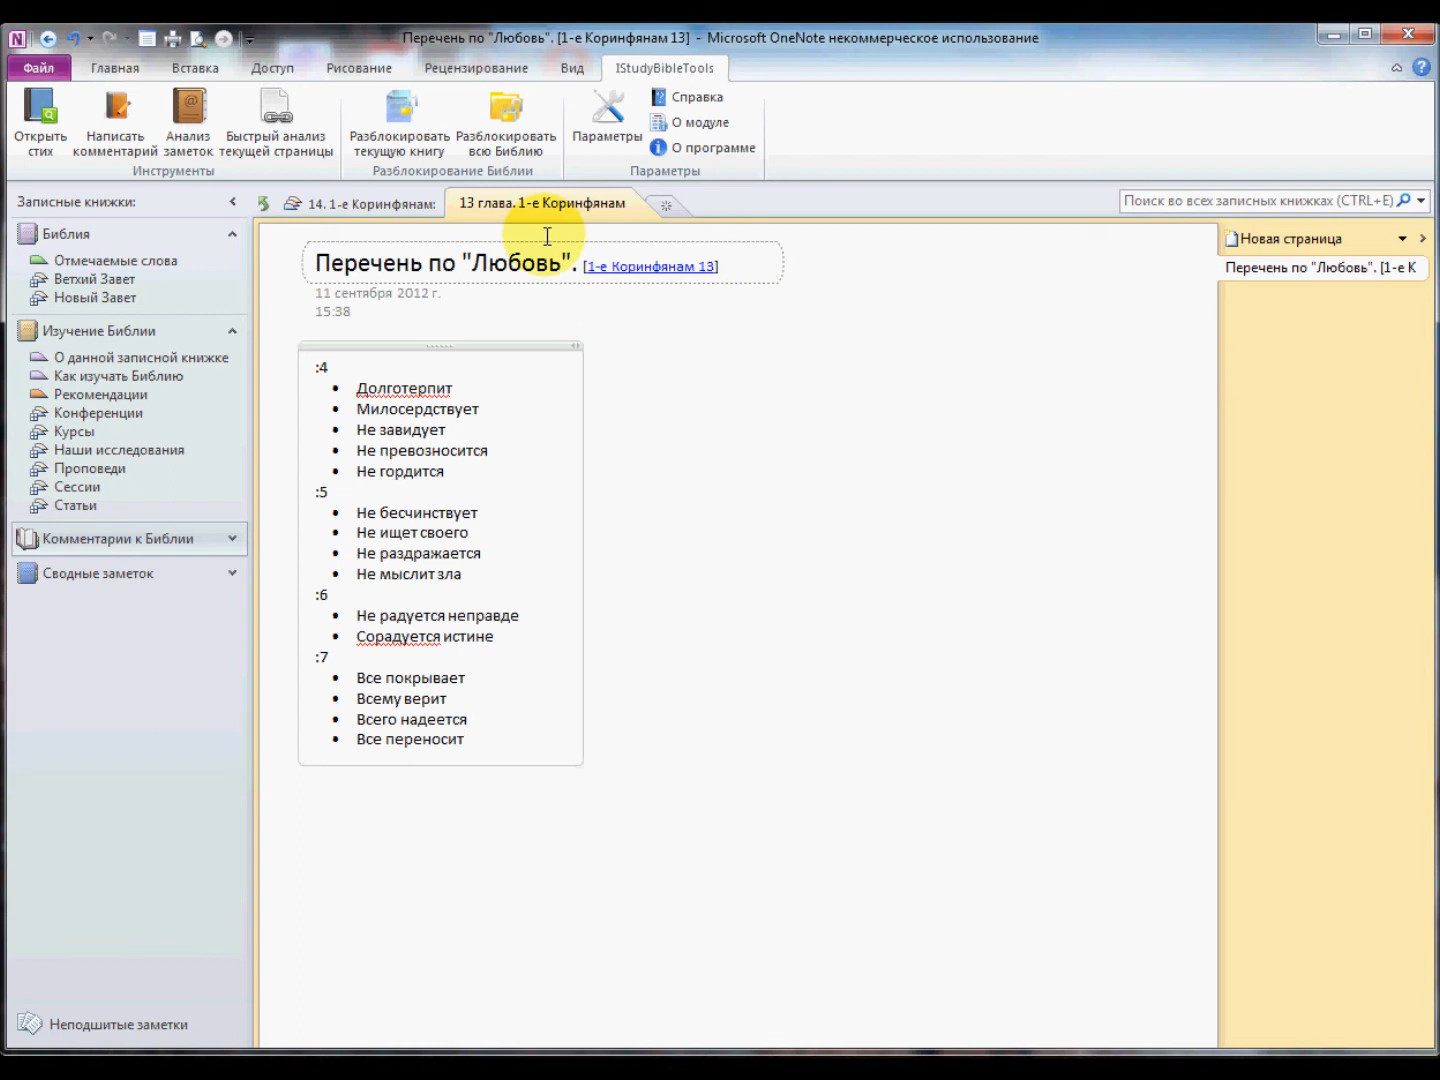 Перечень по "Любовь". [1-е Коринфянам 13] - Microsoft OneNote некоммерческое использование
Файл Главная Вставка Доступ Рисование Рецензирование Вид IStudyBibleTools
Открыть стих
Написать комментарий
Анализ заметок
Быстрый анализ текущей страницы
Инструменты
Разблокировать текущую книгу
Разблокировать всю Библию
Разблокирование Библии
Параметры
Справка
О модуле
О программе
Параметры
Записные книжки:
Библия
Отмечаемые слова
Ветхий Завет
Новый Завет
Изучение Библии
О данной записной книжке
Как изучать Библию
Рекомендации
Конференции
Курсы
Наши исследования
Проповеди
Сессии
Статьи
Комментарии к Библии
Сводные заметок
Неподшитые заметки
14. 1-е Коринфянам:
13 глава. 1-е Коринфянам
Поиск во всех записных книжках (CTRL+E)
Перечень по "Любовь". [1-е Коринфянам 13]
11 сентября 2012 г.
15:38
:4
• Долготерпит
• Милосердствует
• Не завидует
• Не превозносится
• Не гордится
:5
• Не бесчинствует
• Не ищет своего
• Не раздражается
• Не мыслит зла
:6
• Не радуется неправде
• Сорадуется истине
:7
• Все покрывает
• Всему верит
• Всего надеется
• Все переносит
Новая страница
Перечень по "Любовь". [1-е К